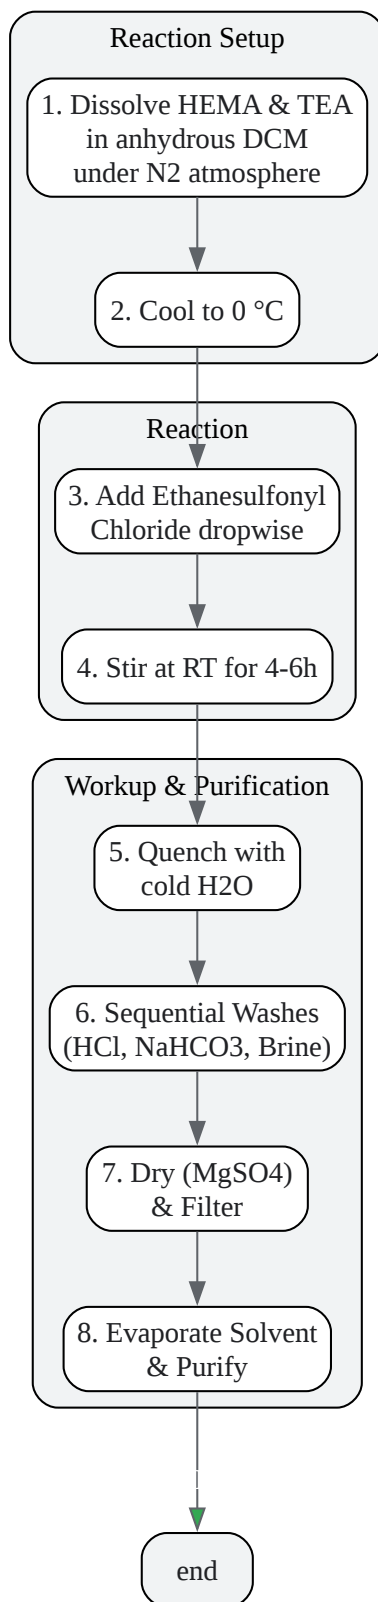 Reaction Setup
1. Dissolve HEMA & TEA
in anhydrous DCM
under N2 atmosphere
2. Cool to 0 °C
Reaction
3. Add Ethanesulfonyl
Chloride dropwise
4. Stir at RT for 4-6h
Workup & Purification
5. Quench with
cold H2O
6. Sequential Washes
(HCl, NaHCO3, Brine)
7. Dry (MgSO4)
& Filter
8. Evaporate Solvent
& Purify
end